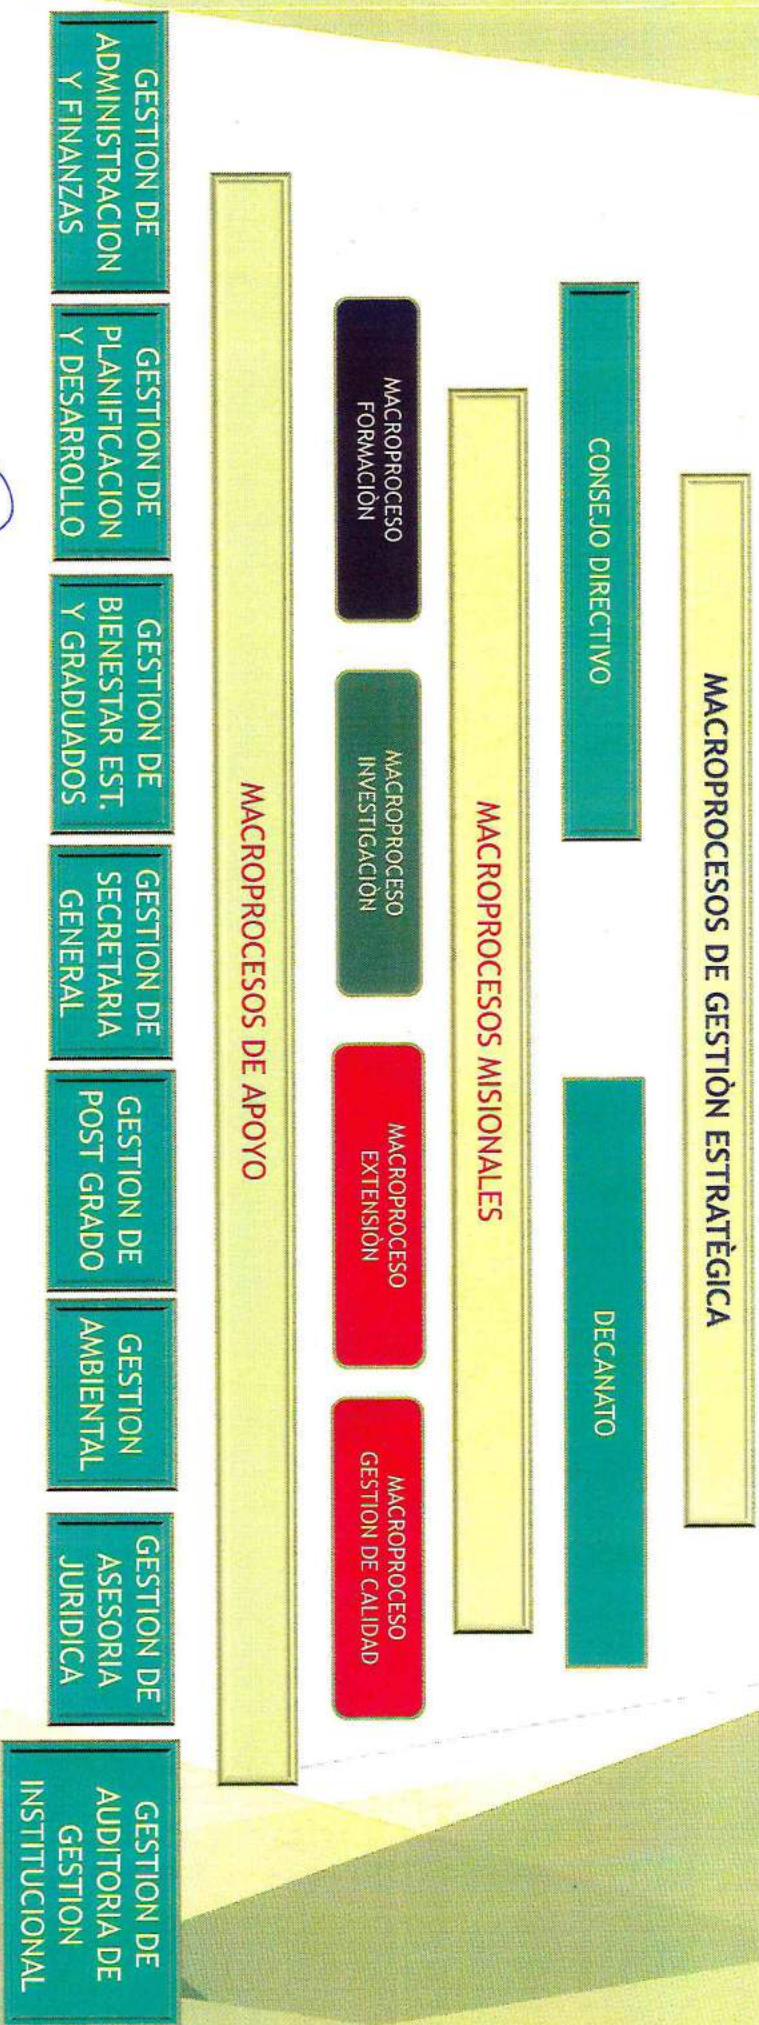 MACROPROCESOS DE GESTIÒN ESTRATÈGICA
CONSEJO DIRECTIVO
DECANATO
MACROPROCESOS MISIONALES
MACROPROCESO
FORMACIÒN
MACROPROCESO
INVESTIGACIÒN
MACROPROCESO
EXTENSIÒN
MACROPROCESO
GESTION DE CALIDAD
MACROPROCESOS DE APOYO
GESTION DE
ADMINISTRACION
Y FINANZAS
GESTION DE
PLANIFICACION
Y DESARROLLO
GESTION DE
BIENESTAR EST.
Y GRADUADOS
GESTION DE
SECRETARIA
GENERAL
GESTION DE
POST GRADO
GESTION
AMBIENTAL
GESTION DE
ASESORIA
JURIDICA
GESTION DE
AUDITORIA DE
GESTION
INSTITUCIONAL